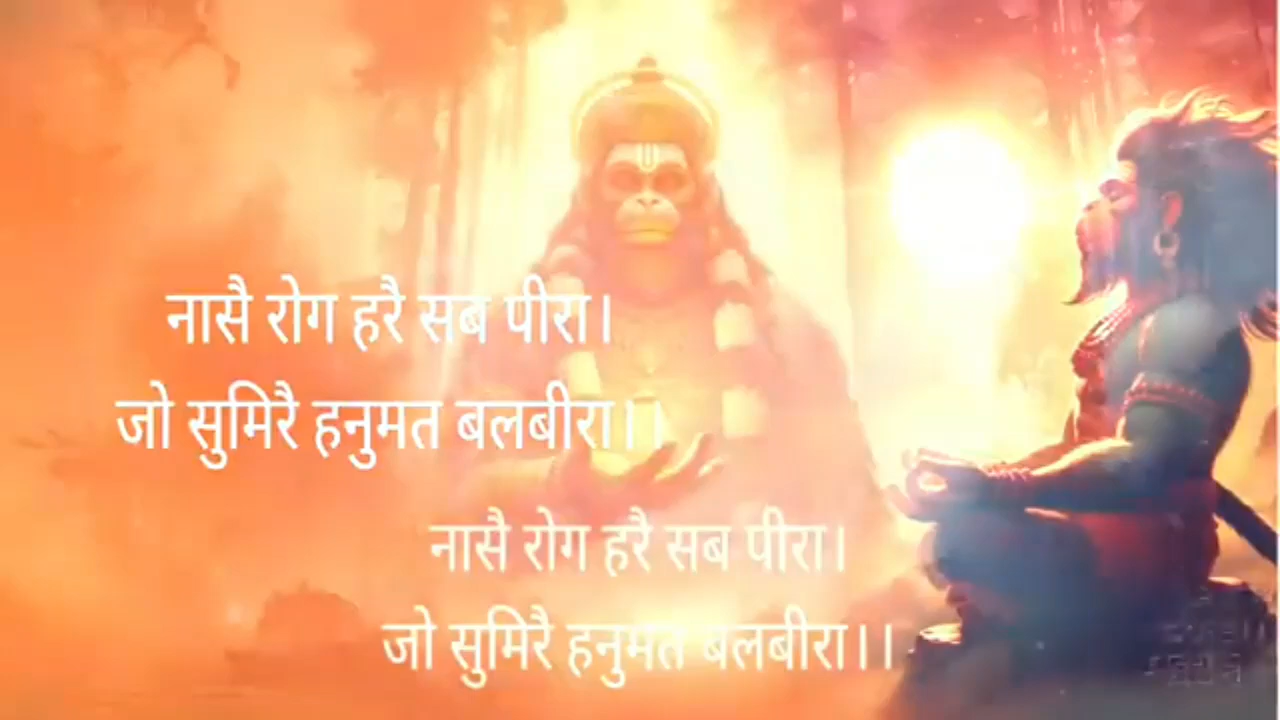 नासै रोग हरै सब पीरा।
जो सुमिरै हनुमत बलबीरा।।
नासै रोग हरै सब पीरा।
जो सुमिरै हनुमत बलबीरा।।